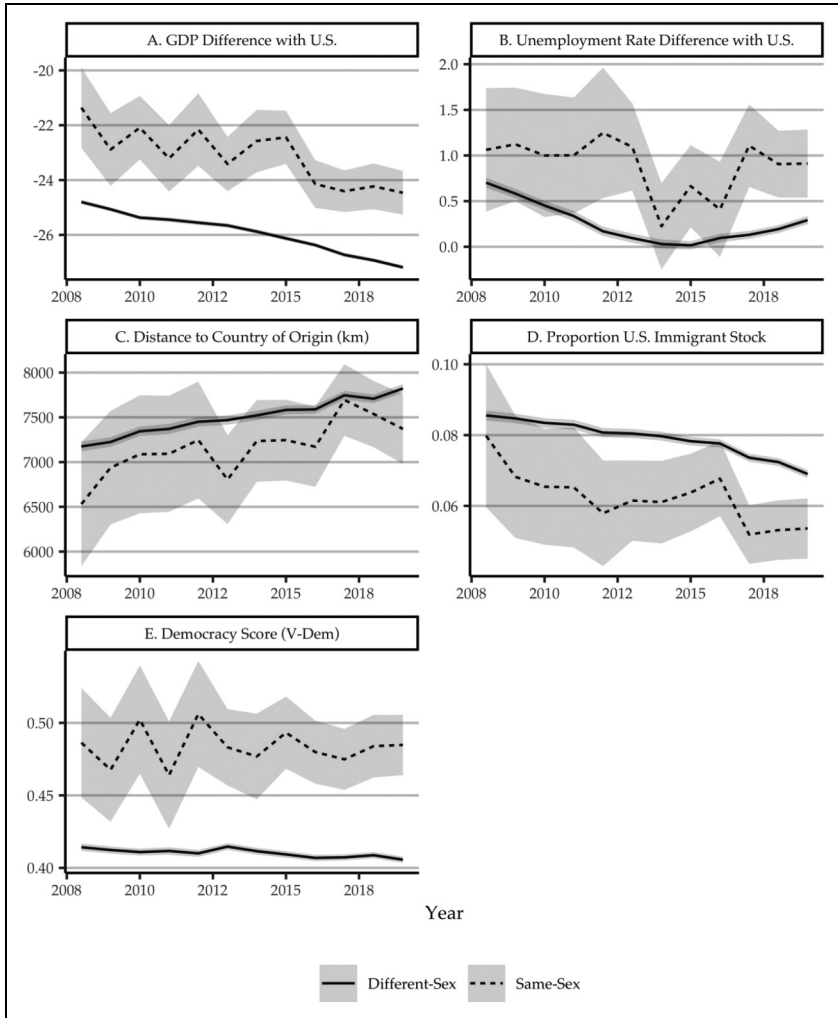 A. GDP Difference with U.S.
-20
-22
-24
-26
2008 2010 2012 2015 2018
B. Unemployment Rate Difference with U.S.
2.0
1.5
1.0
0.5
0.0
2008 2010 2012 2015 2018
C. Distance to Country of Origin (km)
8000
7500
7000
6500
6000
2008 2010 2012 2015 2018
D. Proportion U.S. Immigrant Stock
0.10
0.08
0.06
2008 2010 2012 2015 2018
E. Democracy Score (V-Dem)
0.50
0.45
0.40
2008 2010 2012 2015 2018
Year
Different-Sex Same-Sex